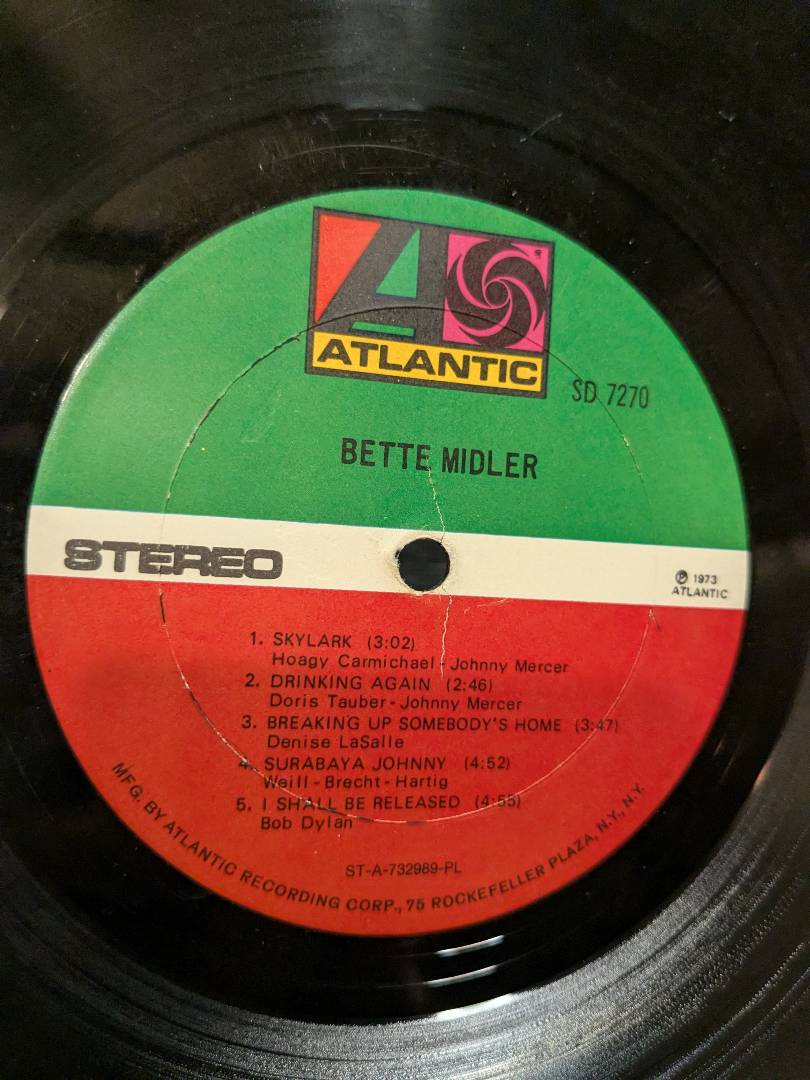 ATLANTIC
SD 7270
BETTE MIDLER
STEREO
℗ 1973
ATLANTIC
1. SKYLARK (3:02)
Hoagy Carmichael - Johnny Mercer
2. DRINKING AGAIN (2:46)
Doris Tauber - Johnny Mercer
3. BREAKING UP SOMEBODY'S HOME (3:47)
Denise LaSalle
4. SURABAYA JOHNNY (4:52)
Weill - Brecht - Hartig
5. I SHALL BE RELEASED (4:55)
Bob Dylan
ST-A-732989-PL
MFG. BY ATLANTIC RECORDING CORP., 75 ROCKEFELLER PLAZA, N.Y., N.Y.